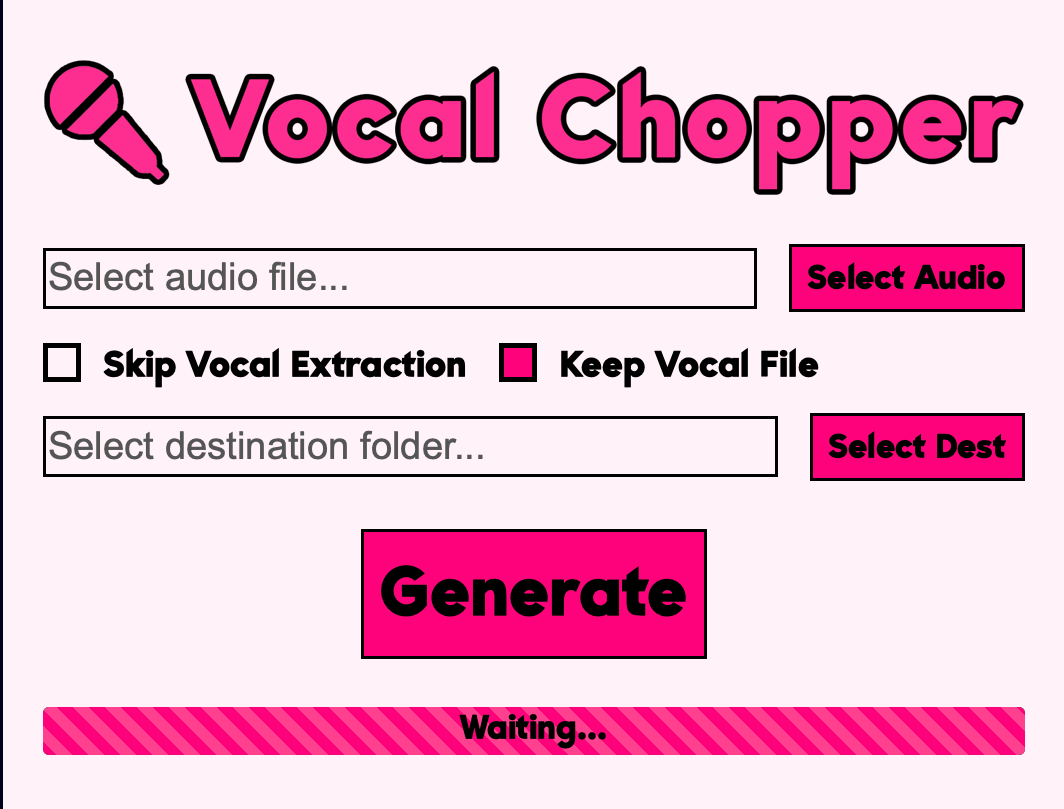 Vocal Chopper
Select audio file...
Select Audio
Skip Vocal Extraction
Keep Vocal File
Select destination folder...
Select Dest
Generate
Waiting...